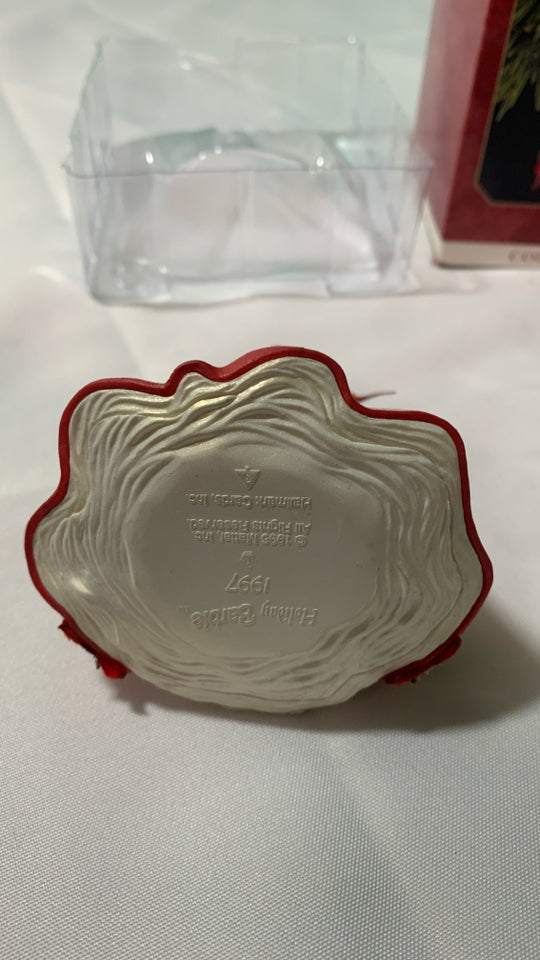 Holiday Barbie™
1997
© 1996 Mattel, Inc.
All Rights Reserved.
Hallmark Cards, Inc.